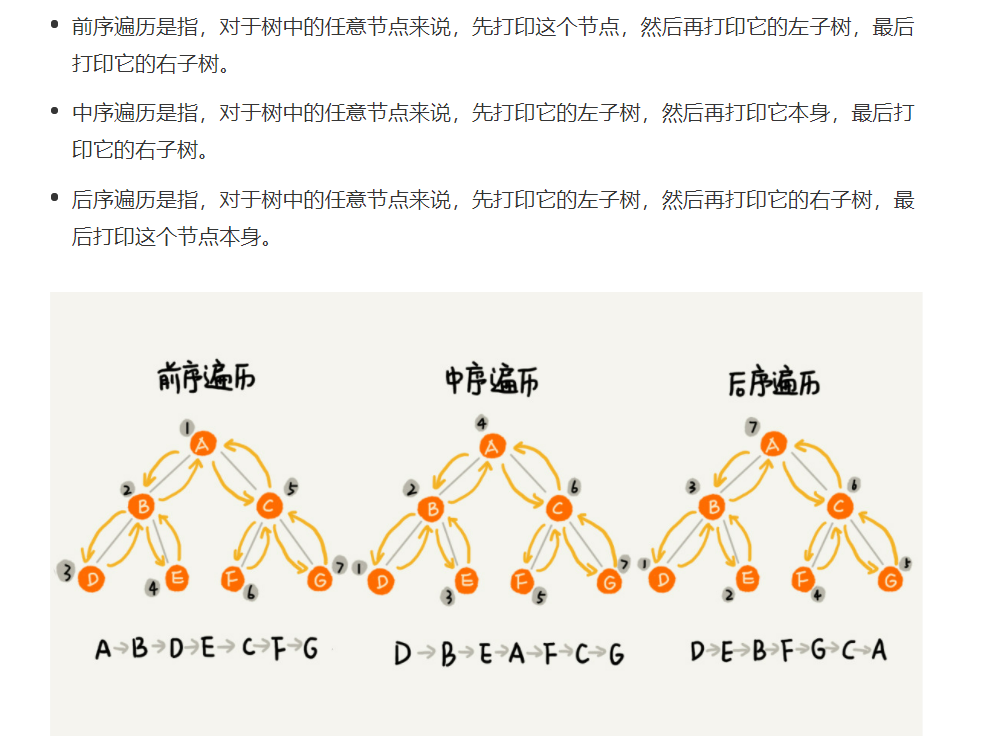 前序遍历是指，对于树中的任意节点来说，先打印这个节点，然后再打印它的左子树，最后
打印它的右子树。
中序遍历是指，对于树中的任意节点来说，先打印它的左子树，然后再打印它本身，最后打
印它的右子树。
后序遍历是指，对于树中的任意节点来说，先打印它的左子树，然后再打印它的右子树，最
后打印这个节点本身。
前序遍历
1
A
2
B
C
5
3
D
4
E
F
6
G
7
A→B→D→E→C→F→G
中序遍历
4
A
2
B
C
6
1
D
3
E
F
5
G
7
D→B→E→A→F→C→G
后序遍历
7
A
3
B
C
6
1
D
2
E
F
4
G
5
D→E→B→F→G→C→A